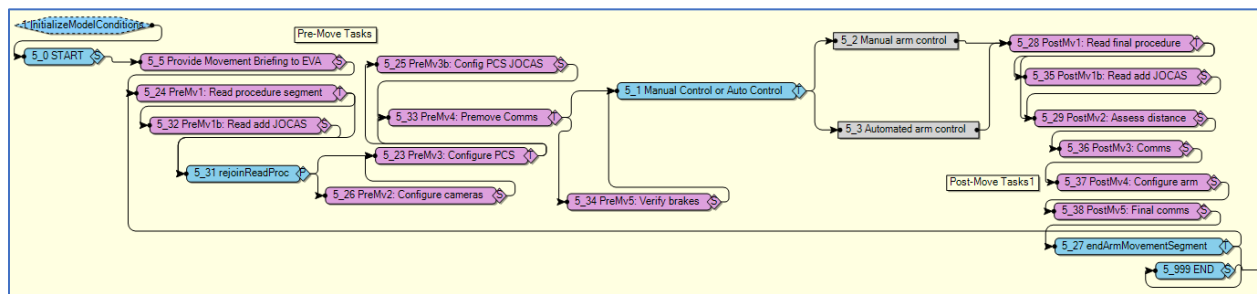 1 InitializeModelConditions
5_0 START S
5_5 Provide Movement Briefing to EVA S
5_24 PreMv1: Read procedure segment T
5_32 PreMv1b: Read add JOCAS S
5_31 rejoinReadProc P
Pre-Move Tasks
5_25 PreMv3b: Config PCS JOCAS S
5_33 PreMv4: Premove Comms T
5_23 PreMv3: Configure PCS T
5_26 PreMv2: Configure cameras S
5_34 PreMv5: Verify brakes S
5_1 Manual Control or Auto Control T
5_2 Manual arm control
5_3 Automated arm control
5_28 PostMv1: Read final procedure T
5_35 PostMv1b: Read add JOCAS S
5_29 PostMv2: Assess distance S
5_36 PostMv3: Comms S
Post-Move Tasks1
5_37 PostMv4: Configure arm S
5_38 PostMv5: Final comms S
5_27 endArmMovementSegment T
5_999 END S